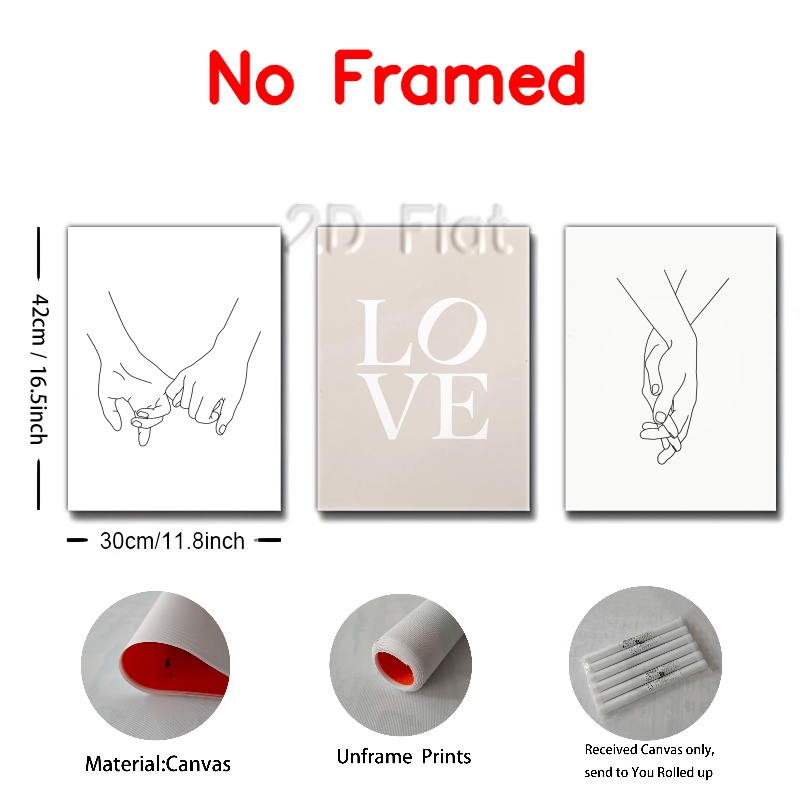 No Framed
2D Flat
42cm / 16.5inch
LO
VE
30cm/11.8inch
Material:Canvas
Unframe Prints
Received Canvas only,
send to You Rolled up